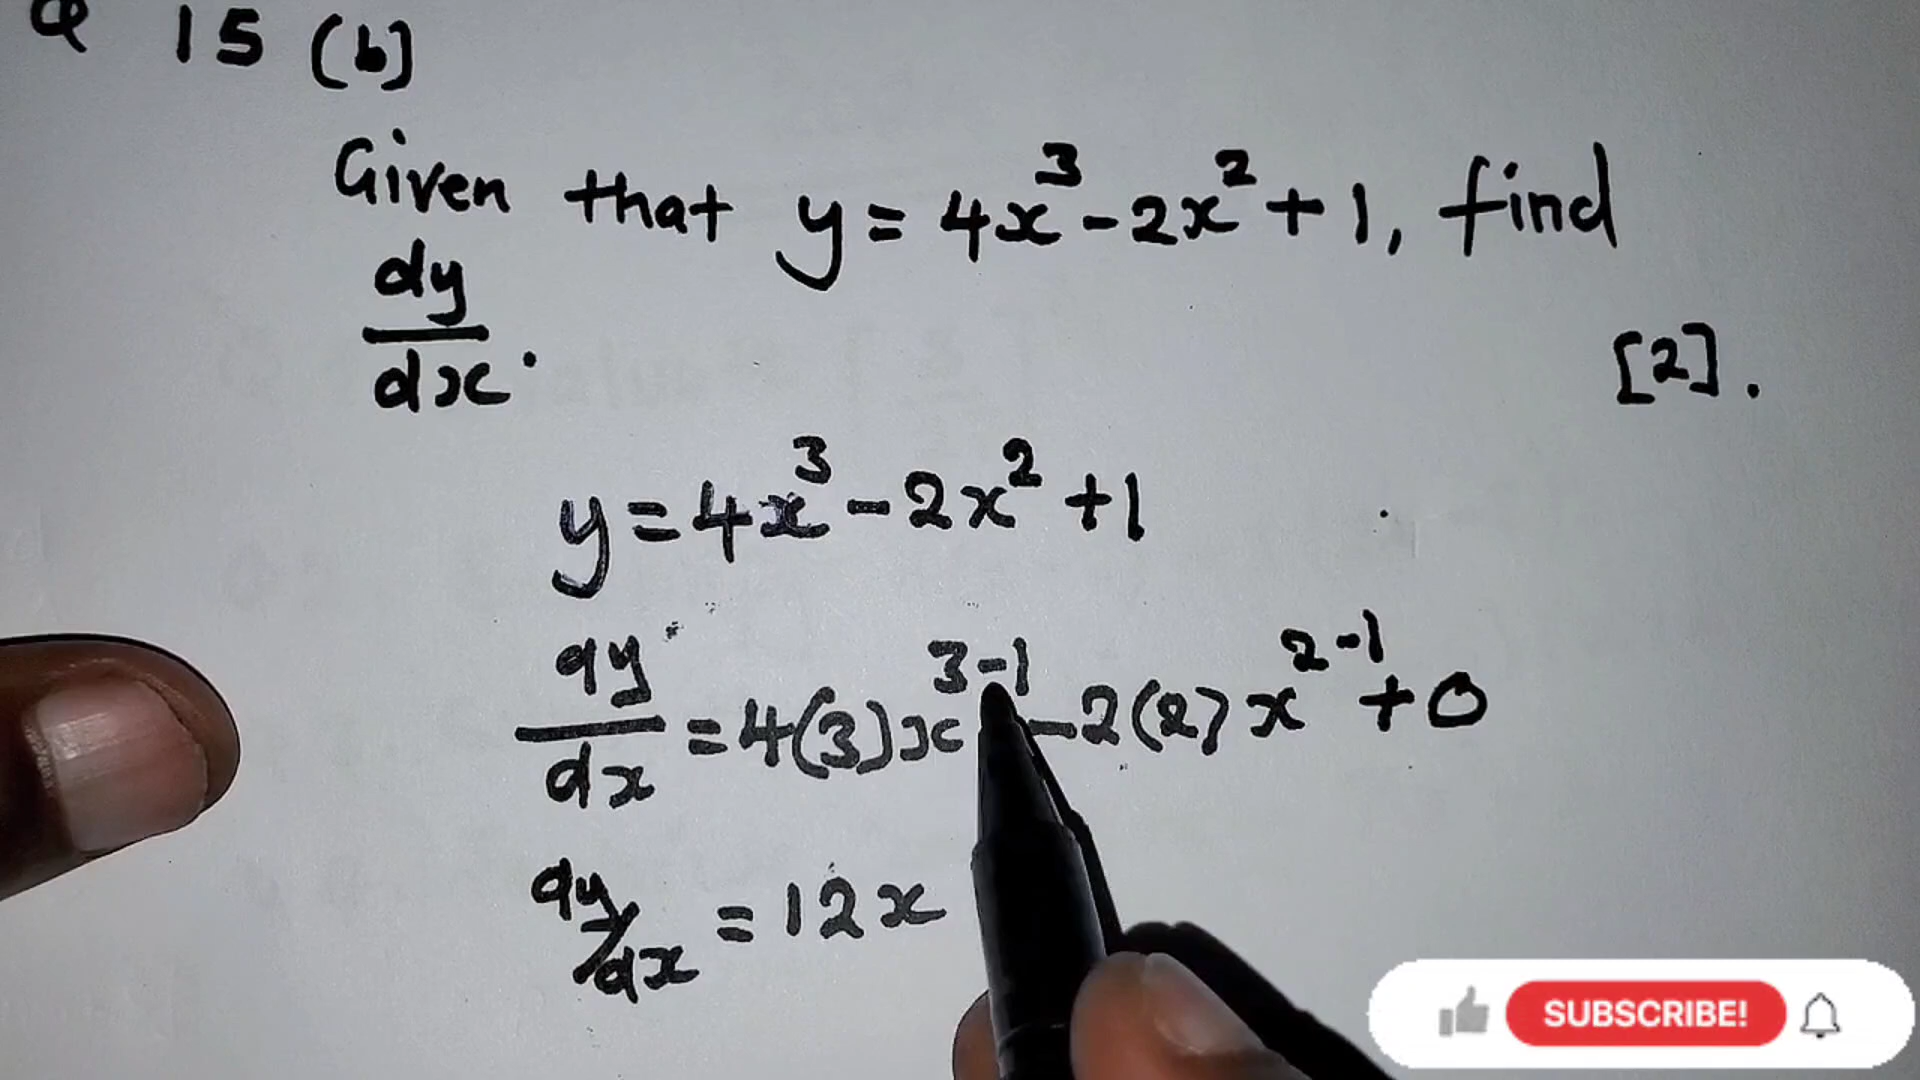 Q 15 (b)
Given that y = 4x³ - 2x² + 1, find
dy/dx.
[2].
y = 4x³ - 2x² + 1
dy/dx = 4(3)x³⁻¹ - 2(2)x²⁻¹ + 0
dy/dx = 12x
SUBSCRIBE!